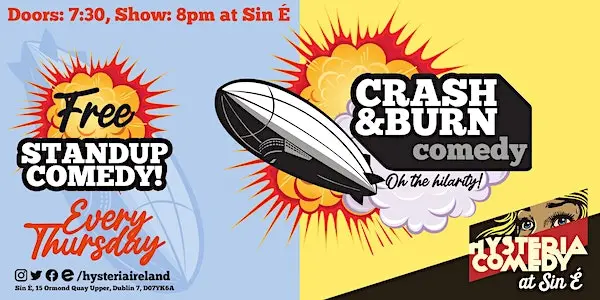 Doors: 7:30, Show: 8pm at Sin É
Free
STANDUP
COMEDY!
Every
Thursday
/hysteriaireland
Sin É, 15 Ormond Quay Upper, Dublin 7, D07YK6A
CRASH
&BURN
comedy
Oh the hilarity!
HYSTERIA
COMEDY
at Sin É